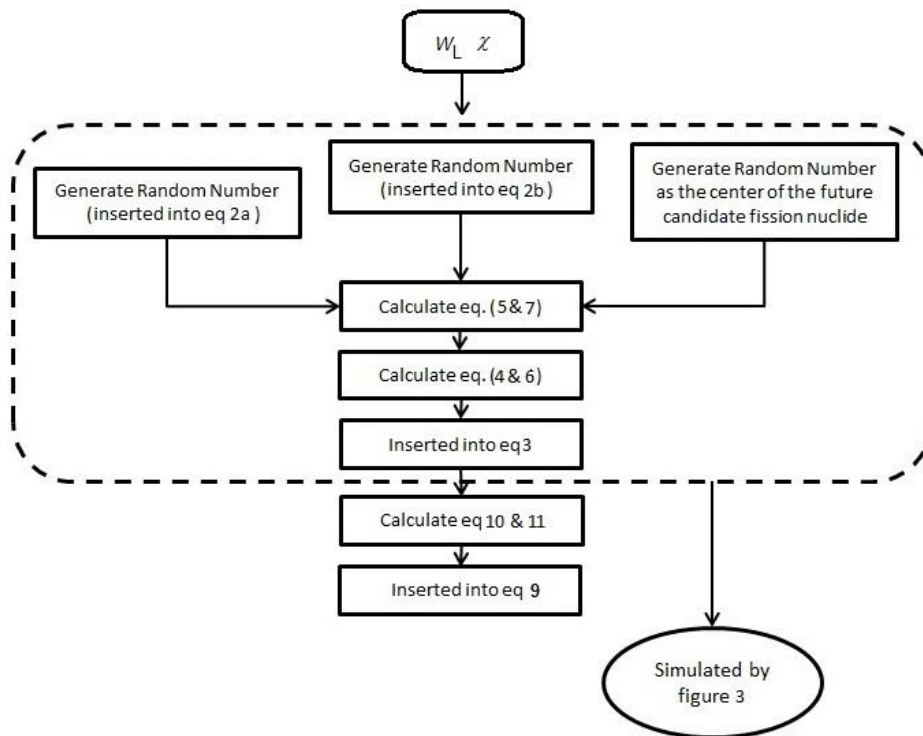 W_L χ
Generate Random Number
(inserted into eq 2a )
Generate Random Number
(inserted into eq 2b )
Generate Random Number
as the center of the future
candidate fission nuclide
Calculate eq. (5 & 7)
Calculate eq. (4 & 6)
Inserted into eq 3
Calculate eq 10 & 11
Inserted into eq 9
Simulated by
figure 3